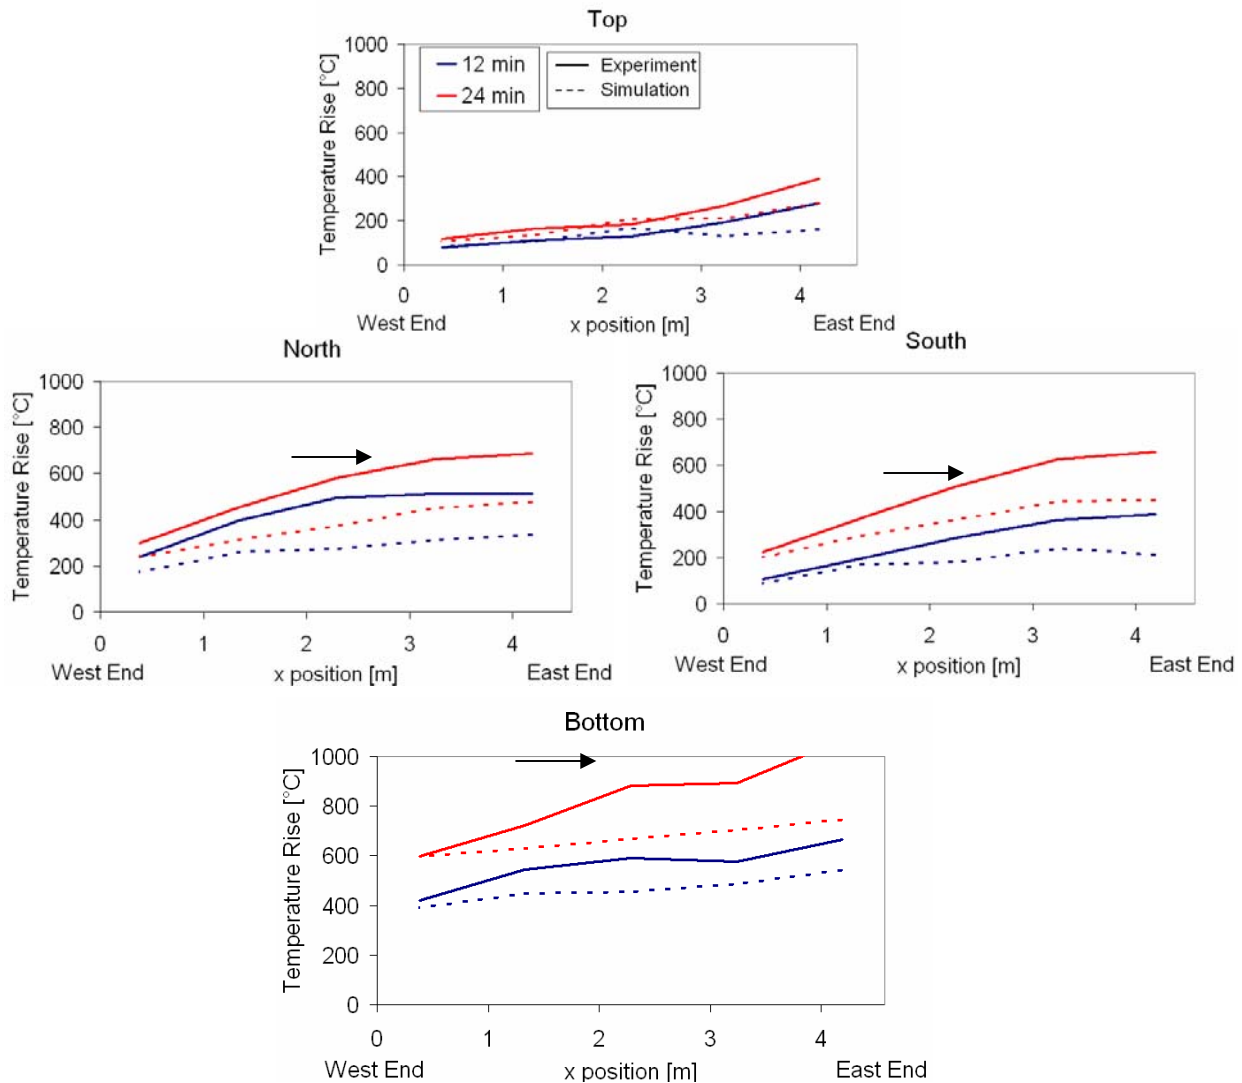 Top
Temperature Rise [°C]
1000
800
600
400
200
0
12 min
24 min
Experiment
Simulation
0 1 2 3 4
West End x position [m] East End
North
Temperature Rise [°C]
1000
800
600
400
200
0
0 1 2 3 4
West End x position [m] East End
South
Temperature Rise [°C]
1000
800
600
400
200
0
0 1 2 3 4
West End x position [m] East End
Bottom
Temperature Rise [°C]
1000
800
600
400
200
0
0 1 2 3 4
West End x position [m] East End